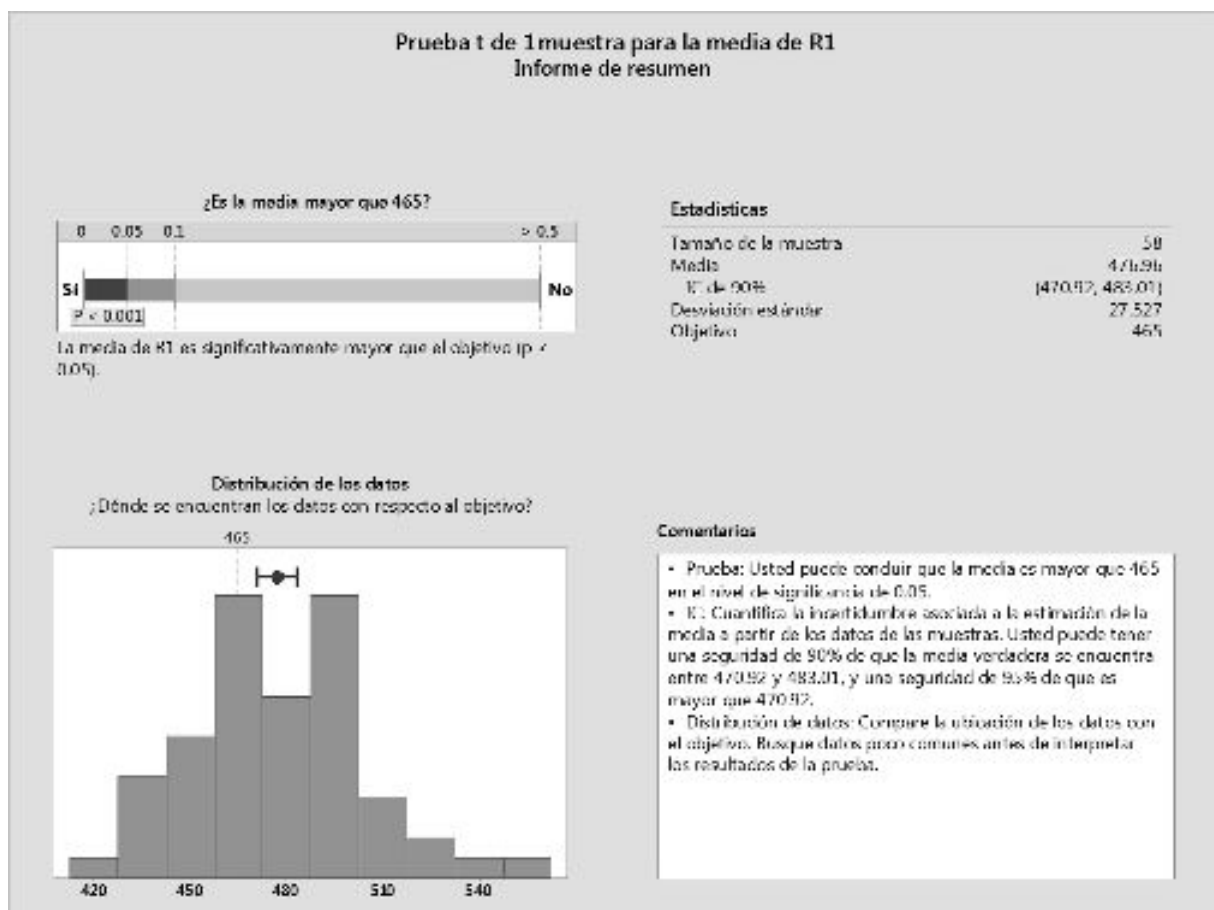 Prueba t de 1 muestra para la media de R1
Informe de resumen
¿Es la media mayor que 465?
0 0.05 0.1 > 0.5
Sí No
P < 0.001
La media de R1 es significativamente mayor que el objetivo (p <
0.05).
Estadísticas
Tamaño de la muestra 58
Media 476.96
IC de 90% (470.92, 483.01)
Desviación estándar 27.527
Objetivo 465
Distribución de los datos
¿Dónde se encuentran los datos con respecto al objetivo?
465
420 450 480 510 540
Comentarios
• Prueba: Usted puede concluir que la media es mayor que 465
en el nivel de significancia de 0.05.
• IC: Cuantifica la incertidumbre asociada a la estimación de la
media a partir de los datos de las muestras. Usted puede tener
una seguridad de 90% de que la media verdadera se encuentra
entre 470.92 y 483.01, y una seguridad de 95% de que es
mayor que 470.92.
• Distribución de datos: Compare la ubicación de los datos con
el objetivo. Busque datos poco comunes antes de interpretar
los resultados de la prueba.